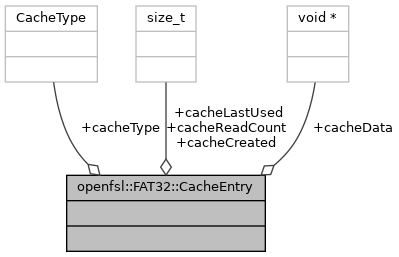 CacheType
size_t
void *
+cacheLastUsed
+cacheType
+cacheReadCount
+cacheData
+cacheCreated
openfsl::FAT32::CacheEntry